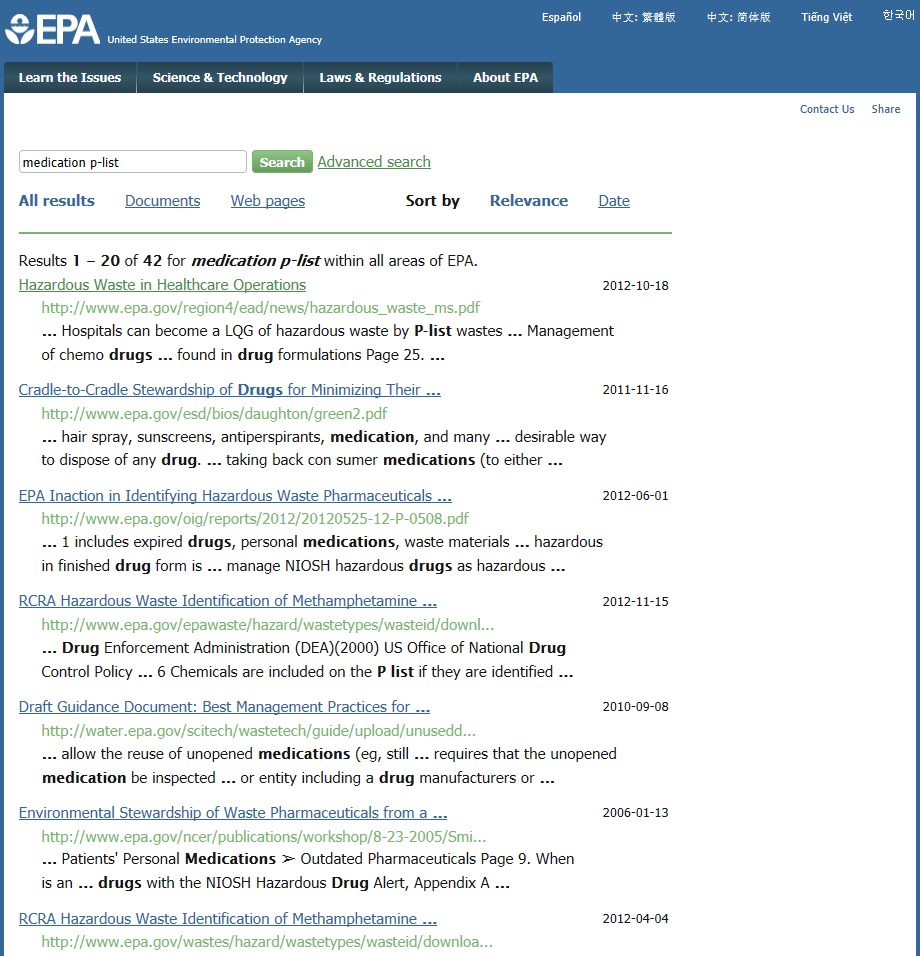 EPA United States Environmental Protection Agency
Español 中文: 繁體版 中文: 简体版 Tiếng Việt 한국어
Learn the Issues Science & Technology Laws & Regulations About EPA
Contact Us Share
medication p-list Search Advanced search
All results Documents Web pages Sort by Relevance Date
Results 1 – 20 of 42 for medication p-list within all areas of EPA.
Hazardous Waste in Healthcare Operations 2012-10-18
http://www.epa.gov/region4/ead/news/hazardous_waste_ms.pdf
... Hospitals can become a LQG of hazardous waste by P-list wastes ... Management
of chemo drugs ... found in drug formulations Page 25. ...
Cradle-to-Cradle Stewardship of Drugs for Minimizing Their ... 2011-11-16
http://www.epa.gov/esd/bios/daughton/green2.pdf
... hair spray, sunscreens, antiperspirants, medication, and many ... desirable way
to dispose of any drug. ... taking back con sumer medications (to either ...
EPA Inaction in Identifying Hazardous Waste Pharmaceuticals ... 2012-06-01
http://www.epa.gov/oig/reports/2012/20120525-12-P-0508.pdf
... 1 includes expired drugs, personal medications, waste materials ... hazardous
in finished drug form is ... manage NIOSH hazardous drugs as hazardous ...
RCRA Hazardous Waste Identification of Methamphetamine ... 2012-11-15
http://www.epa.gov/epawaste/hazard/wastetypes/wasteid/downl...
... Drug Enforcement Administration (DEA)(2000) US Office of National Drug
Control Policy ... 6 Chemicals are included on the P list if they are identified ...
Draft Guidance Document: Best Management Practices for ... 2010-09-08
http://water.epa.gov/scitech/wastetech/guide/upload/unusedd...
... allow the reuse of unopened medications (eg, still ... requires that the unopened
medication be inspected ... or entity including a drug manufacturers or ...
Environmental Stewardship of Waste Pharmaceuticals from a ... 2006-01-13
http://www.epa.gov/ncer/publications/workshop/8-23-2005/Smi...
... Patients' Personal Medications ➢ Outdated Pharmaceuticals Page 9. When
is an ... drugs with the NIOSH Hazardous Drug Alert, Appendix A ...
RCRA Hazardous Waste Identification of Methamphetamine ... 2012-04-04
http://www.epa.gov/wastes/hazard/wastetypes/wasteid/downloa...